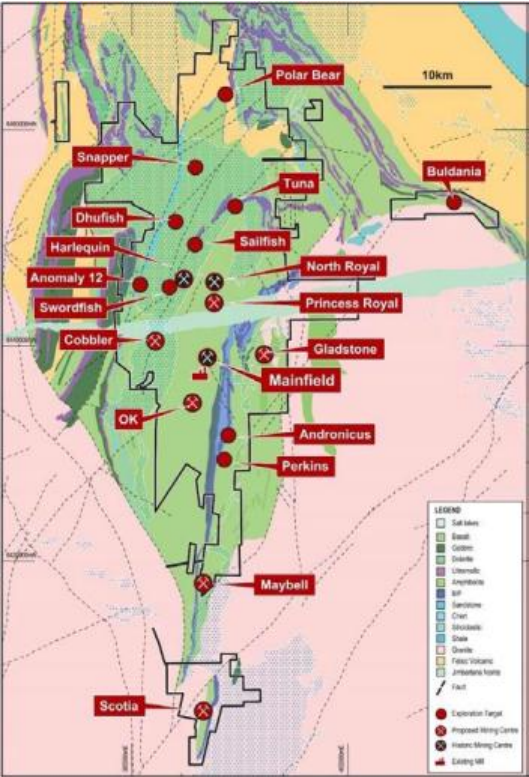 Polar Bear
10km
Snapper
Buldania
Tuna
Dhufish
Harlequin
Sailfish
Anomaly 12
North Royal
Swordfish
Princess Royal
Cobbler
Gladstone
Mainfield
OK
Andronicus
Perkins
Maybell
Scotia
LEGEND
Salt lakes
Basalt
Gabbro
Dolerite
Ultramafic
Amphibolite
BIF
Sandstone
Chert
Shale
Granite
Felsic Volcanic
Fault
Exploration Target
Proposed Mining Centre
Historic Mining Centre
Existing Mill